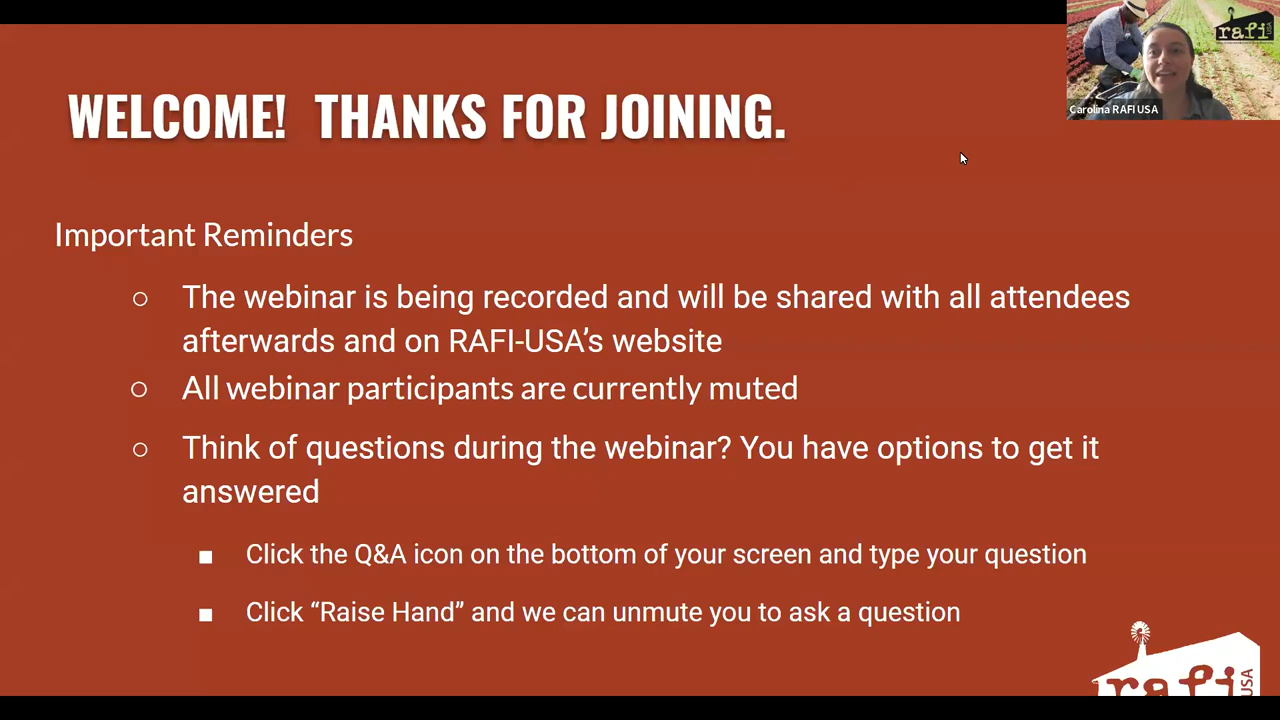 rafi
USA
Carolina RAFI USA
WELCOME! THANKS FOR JOINING.
Important Reminders
○ The webinar is being recorded and will be shared with all attendees
afterwards and on RAFI-USA’s website
○ All webinar participants are currently muted
○ Think of questions during the webinar? You have options to get it
answered
■ Click the Q&A icon on the bottom of your screen and type your question
■ Click “Raise Hand” and we can unmute you to ask a question
rafi
USA